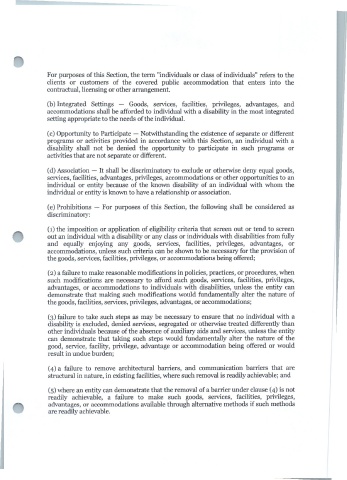 For purposes of this Section, the term "individuals or class of individuals" refers to the
clients or customers of the covered public accommodation that enters into the
contractual, licensing or other arrangement.
(b) Integrated Settings — Goods, services, facilities, privileges, advantages, and
accommodations shall be afforded to individual with a disability in the most integrated
setting appropriate to the needs of the individual.
(c) Opportunity to Participate — Notwithstanding the existence of separate or different
programs or activities provided in accordance with this Section, an individual with a
disability shall not be denied the opportunity to participate in such programs or
activities that are not separate or different.
(d) Association — It shall be discriminatory to exclude or otherwise deny equal goods,
services, facilities, advantages, privileges, accommodations or other opportunities to an
individual or entity because of the known disability of an individual with whom the
individual or entity is known to have a relationship or association.
(e) Prohibitions — For purposes of this Section, the following shall be considered as
discriminatory:
(1) the imposition or application of eligibility criteria that screen out or tend to screen
out an individual with a disability or any class or individuals with disabilities from fully
and equally enjoying any goods, services, facilities, privileges, advantages, or
accommodations, unless such criteria can be shown to be necessary for the provision of
the goods, services, facilities, privileges, or accommodations being offered;
(2) a failure to make reasonable modifications in policies, practices, or procedures, when
such modifications are necessary to afford such goods, services, facilities, privileges,
advantages, or accommodations to individuals with disabilities, unless the entity can
demonstrate that making such modifications would fundamentally alter the nature of
the goods, facilities, services, privileges, advantages, or accommodations;
(3) failure to take such steps as may be necessary to ensure that no individual with a
disability is excluded, denied services, segregated or otherwise treated differently than
other individuals because of the absence of auxiliary aids and services, unless the entity
can demonstrate that taking such steps would fundamentally alter the nature of the
good, service, facility, privilege, advantage or accommodation being offered or would
result in undue burden;
(4) a failure to remove architectural barriers, and communication barriers that are
structural in nature, in existing facilities, where such removal is readily achievable; and
(5) where an entity can demonstrate that the removal of a barrier under clause (4) is not
readily achievable, a failure to make such goods, services, facilities, privileges,
advantages, or accommodations available through alternative methods if such methods
are readily achievable.